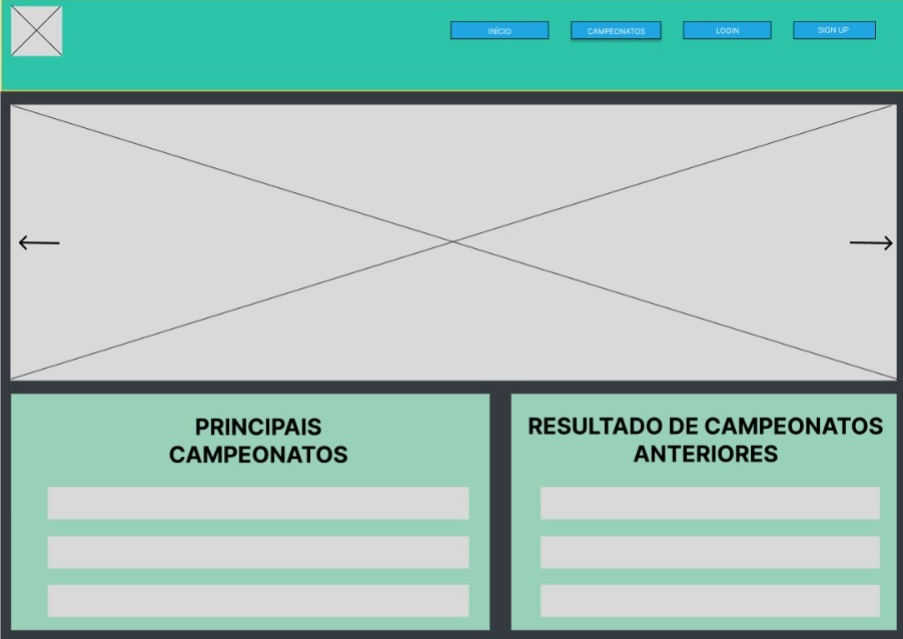 INÍCIO
CAMPEONATOS
LOGIN
SIGN UP
PRINCIPAIS
CAMPEONATOS
RESULTADO DE CAMPEONATOS
ANTERIORES